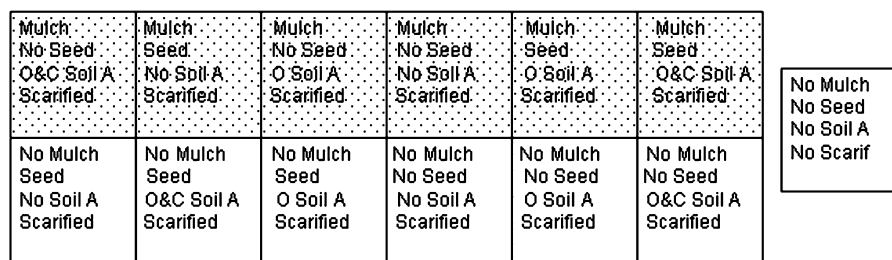 Mulch
No Seed
O&C Soil A
Scarified
Mulch
Seed
No Soil A
Scarified
Mulch
No Seed
O Soil A
Scarified
Mulch
No Seed
No Soil A
Scarified
Mulch
Seed
O Soil A
Scarified
Mulch
Seed
O&C Soil A
Scarified
No Mulch
Seed
No Soil A
Scarified
No Mulch
Seed
O&C Soil A
Scarified
No Mulch
Seed
O Soil A
Scarified
No Mulch
No Seed
No Soil A
Scarified
No Mulch
No Seed
O Soil A
Scarified
No Mulch
No Seed
O&C Soil A
Scarified
No Mulch
No Seed
No Soil A
No Scarif